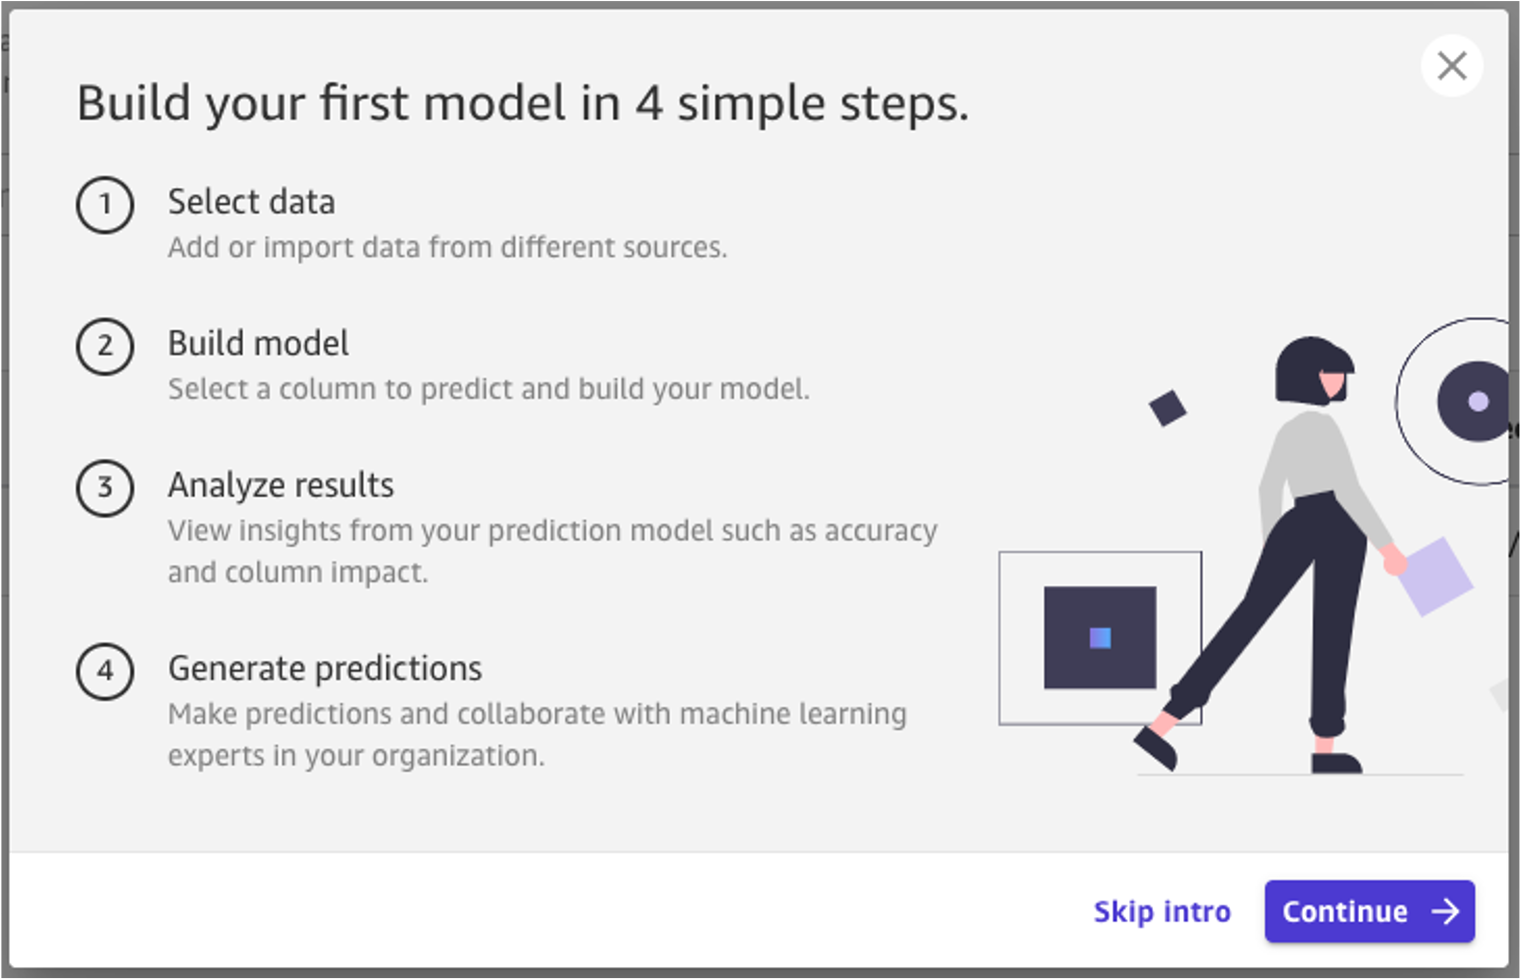 Build your first model in 4 simple steps.
1
Select data
Add or import data from different sources.
2
Build model
Select a column to predict and build your model.
3
Analyze results
View insights from your prediction model such as accuracy
and column impact.
4
Generate predictions
Make predictions and collaborate with machine learning
experts in your organization.
Skip intro
Continue →